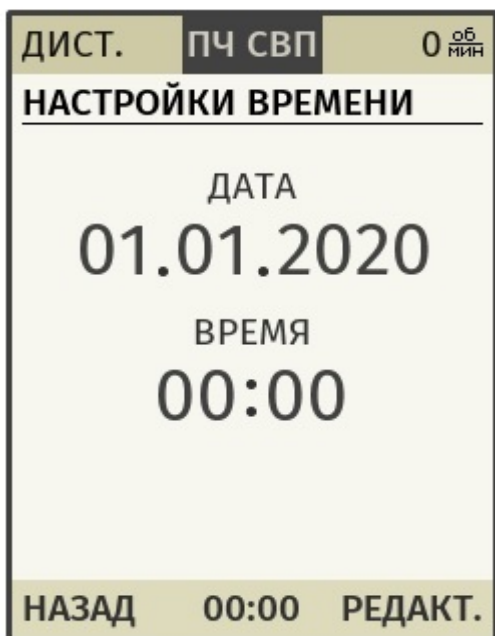 ДИСТ. ПЧ СВП 0 об/мин
НАСТРОЙКИ ВРЕМЕНИ
ДАТА
01.01.2020
ВРЕМЯ
00:00
НАЗАД 00:00 РЕДАКТ.